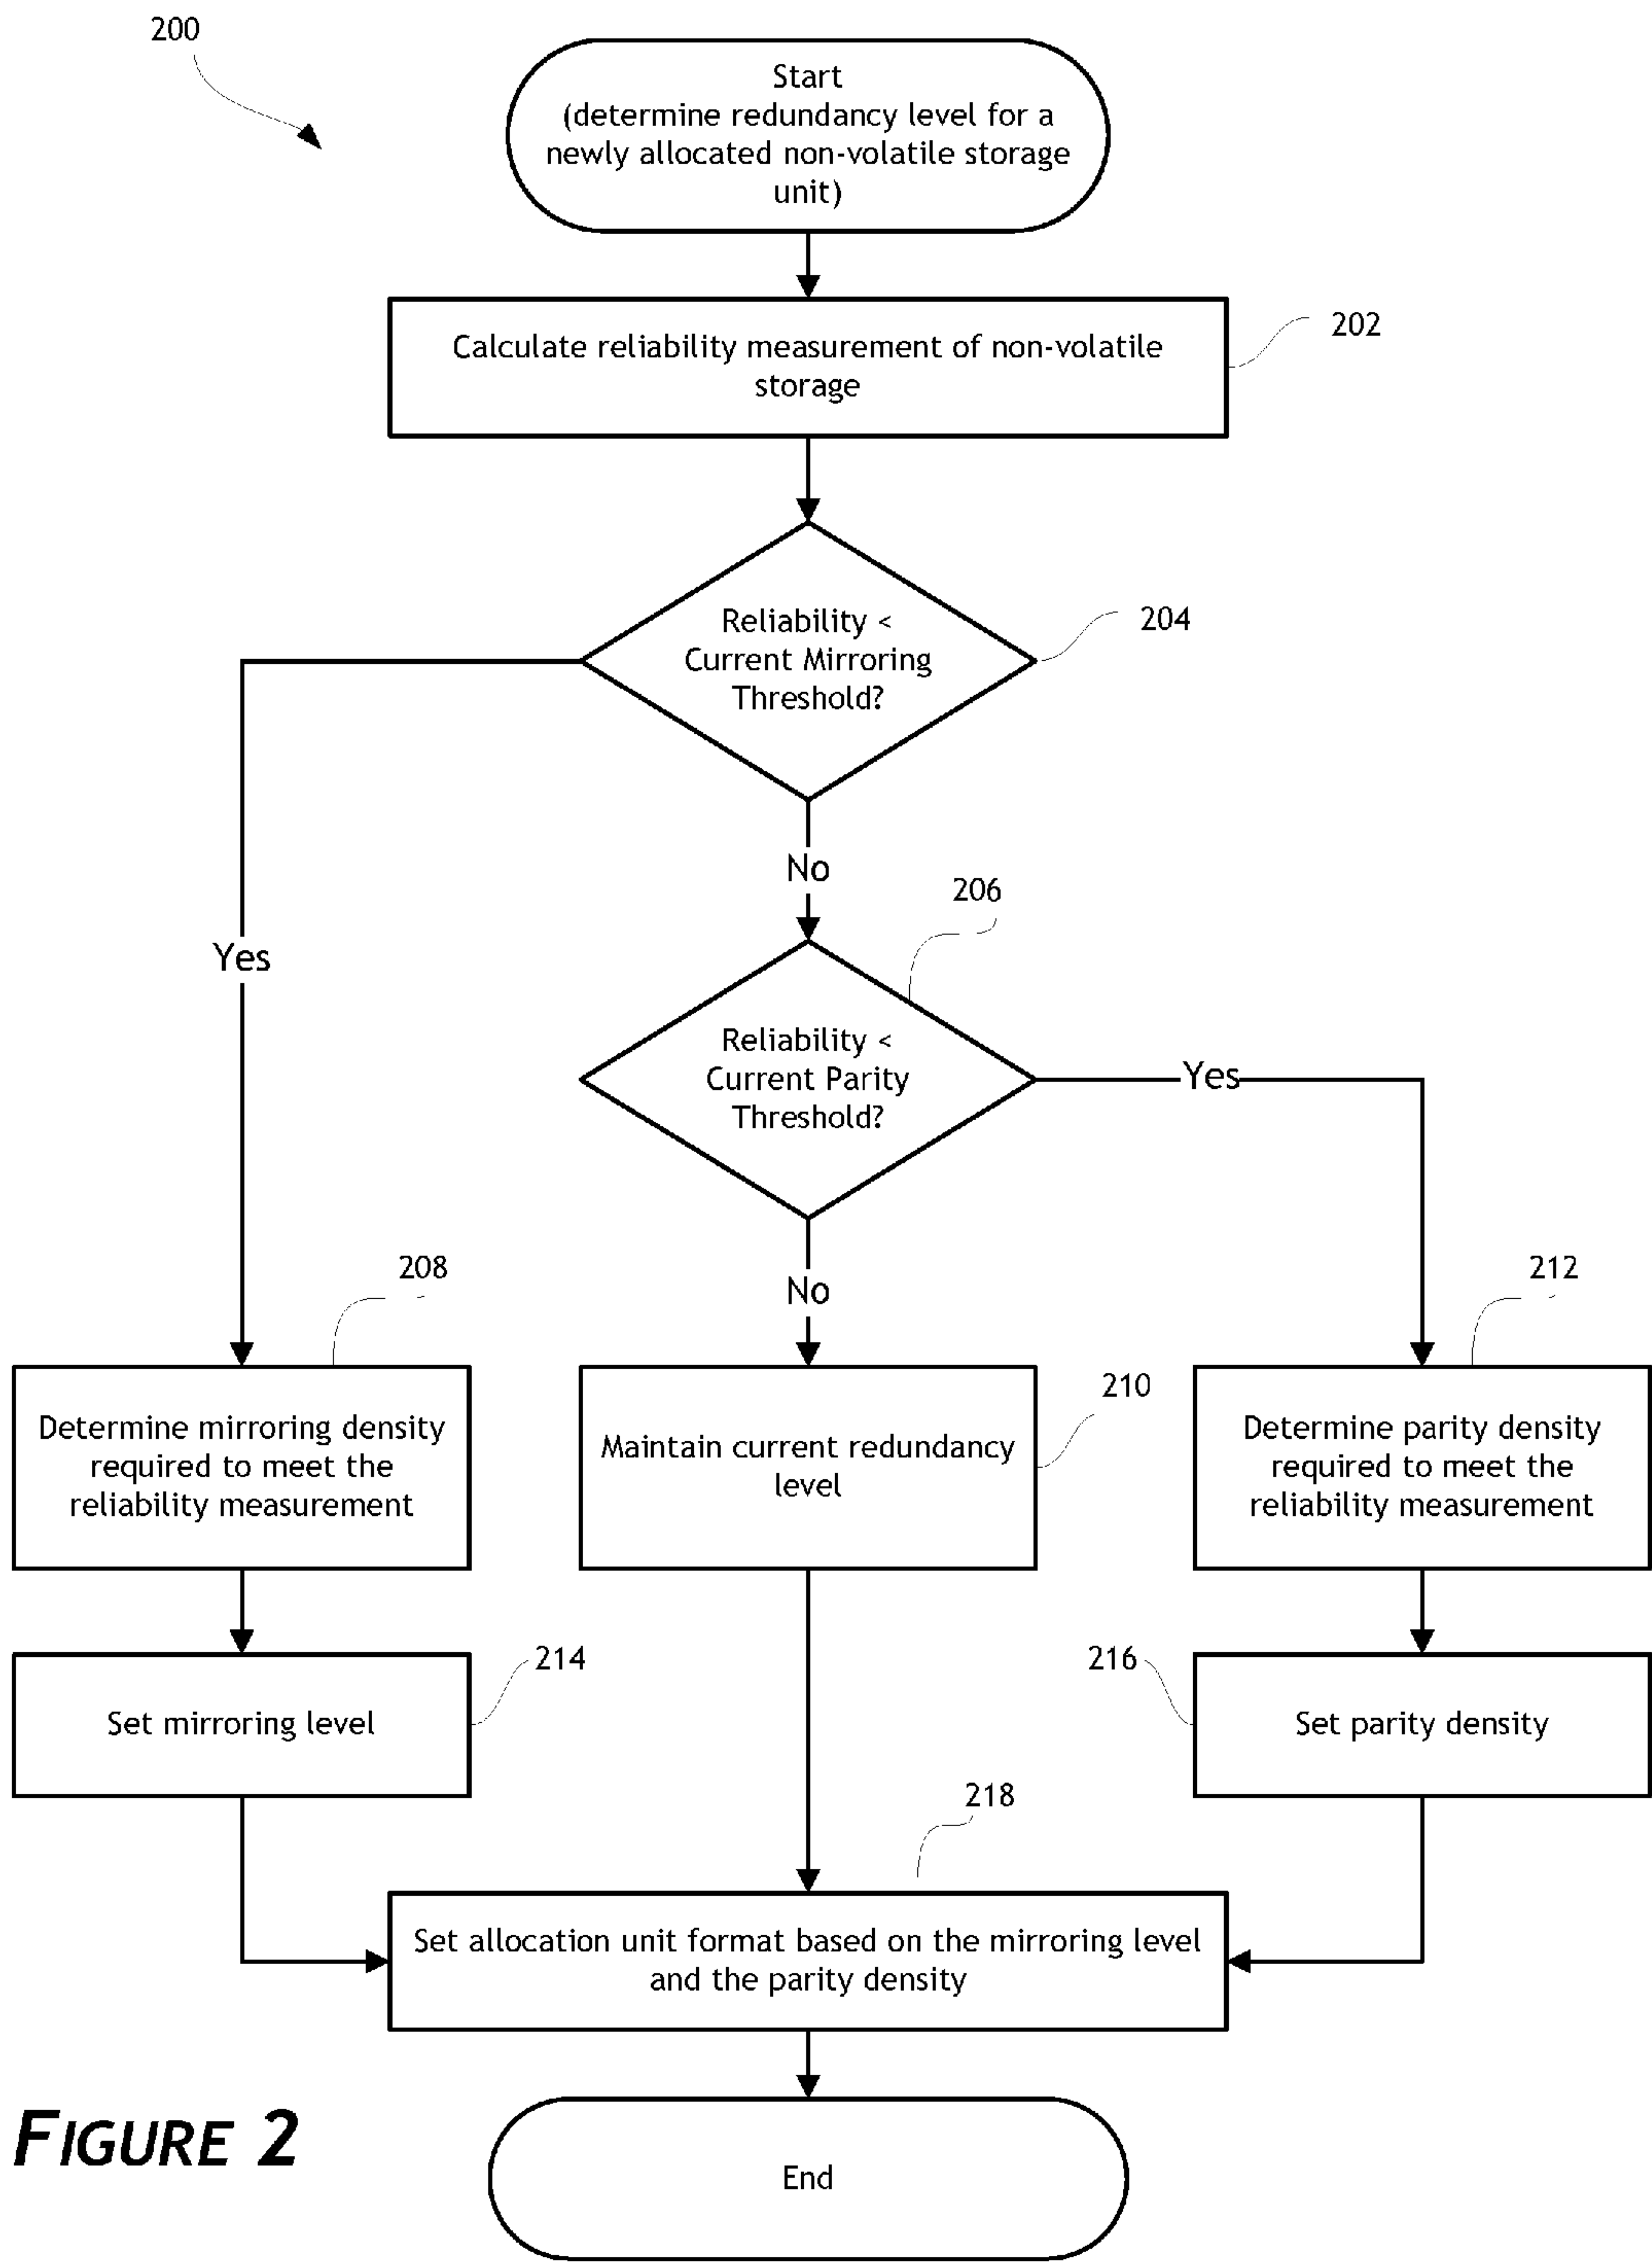 200
Start
(determine redundancy level for a
newly allocated non-volatile storage
unit)
Calculate reliability measurement of non-volatile
storage
202
Reliability <
Current Mirroring
Threshold?
204
No
206
Yes
Reliability <
Current Parity
Threshold?
Yes
208
No
212
Determine mirroring density
required to meet the
reliability measurement
Maintain current redundancy
level
210
Determine parity density
required to meet the
reliability measurement
Set mirroring level
214
216
Set parity density
218
Set allocation unit format based on the mirroring level
and the parity density
FIGURE 2
End